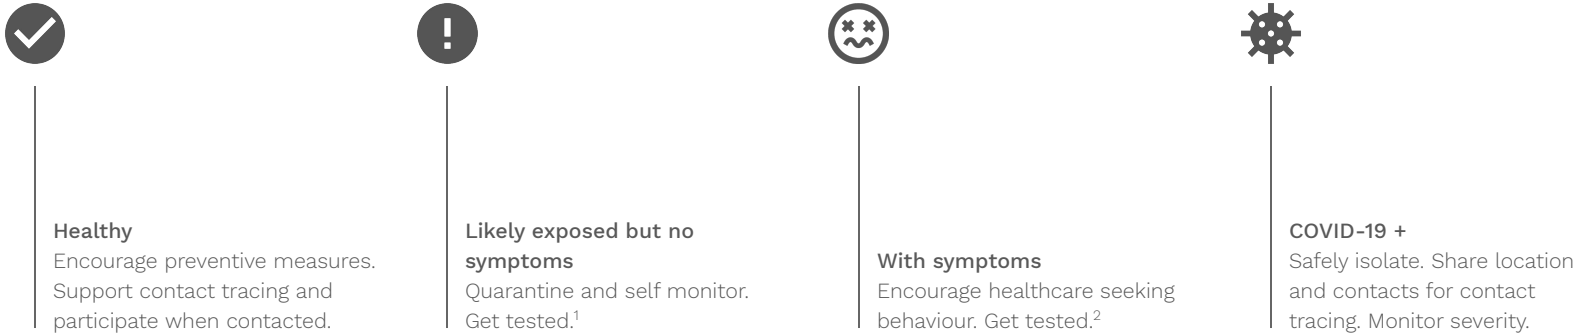 Healthy
Encourage preventive measures.
Support contact tracing and
participate when contacted.
Likely exposed but no
symptoms
Quarantine and self monitor.
Get tested.¹
With symptoms
Encourage healthcare seeking
behaviour. Get tested.²
COVID-19 +
Safely isolate. Share location
and contacts for contact
tracing. Monitor severity.